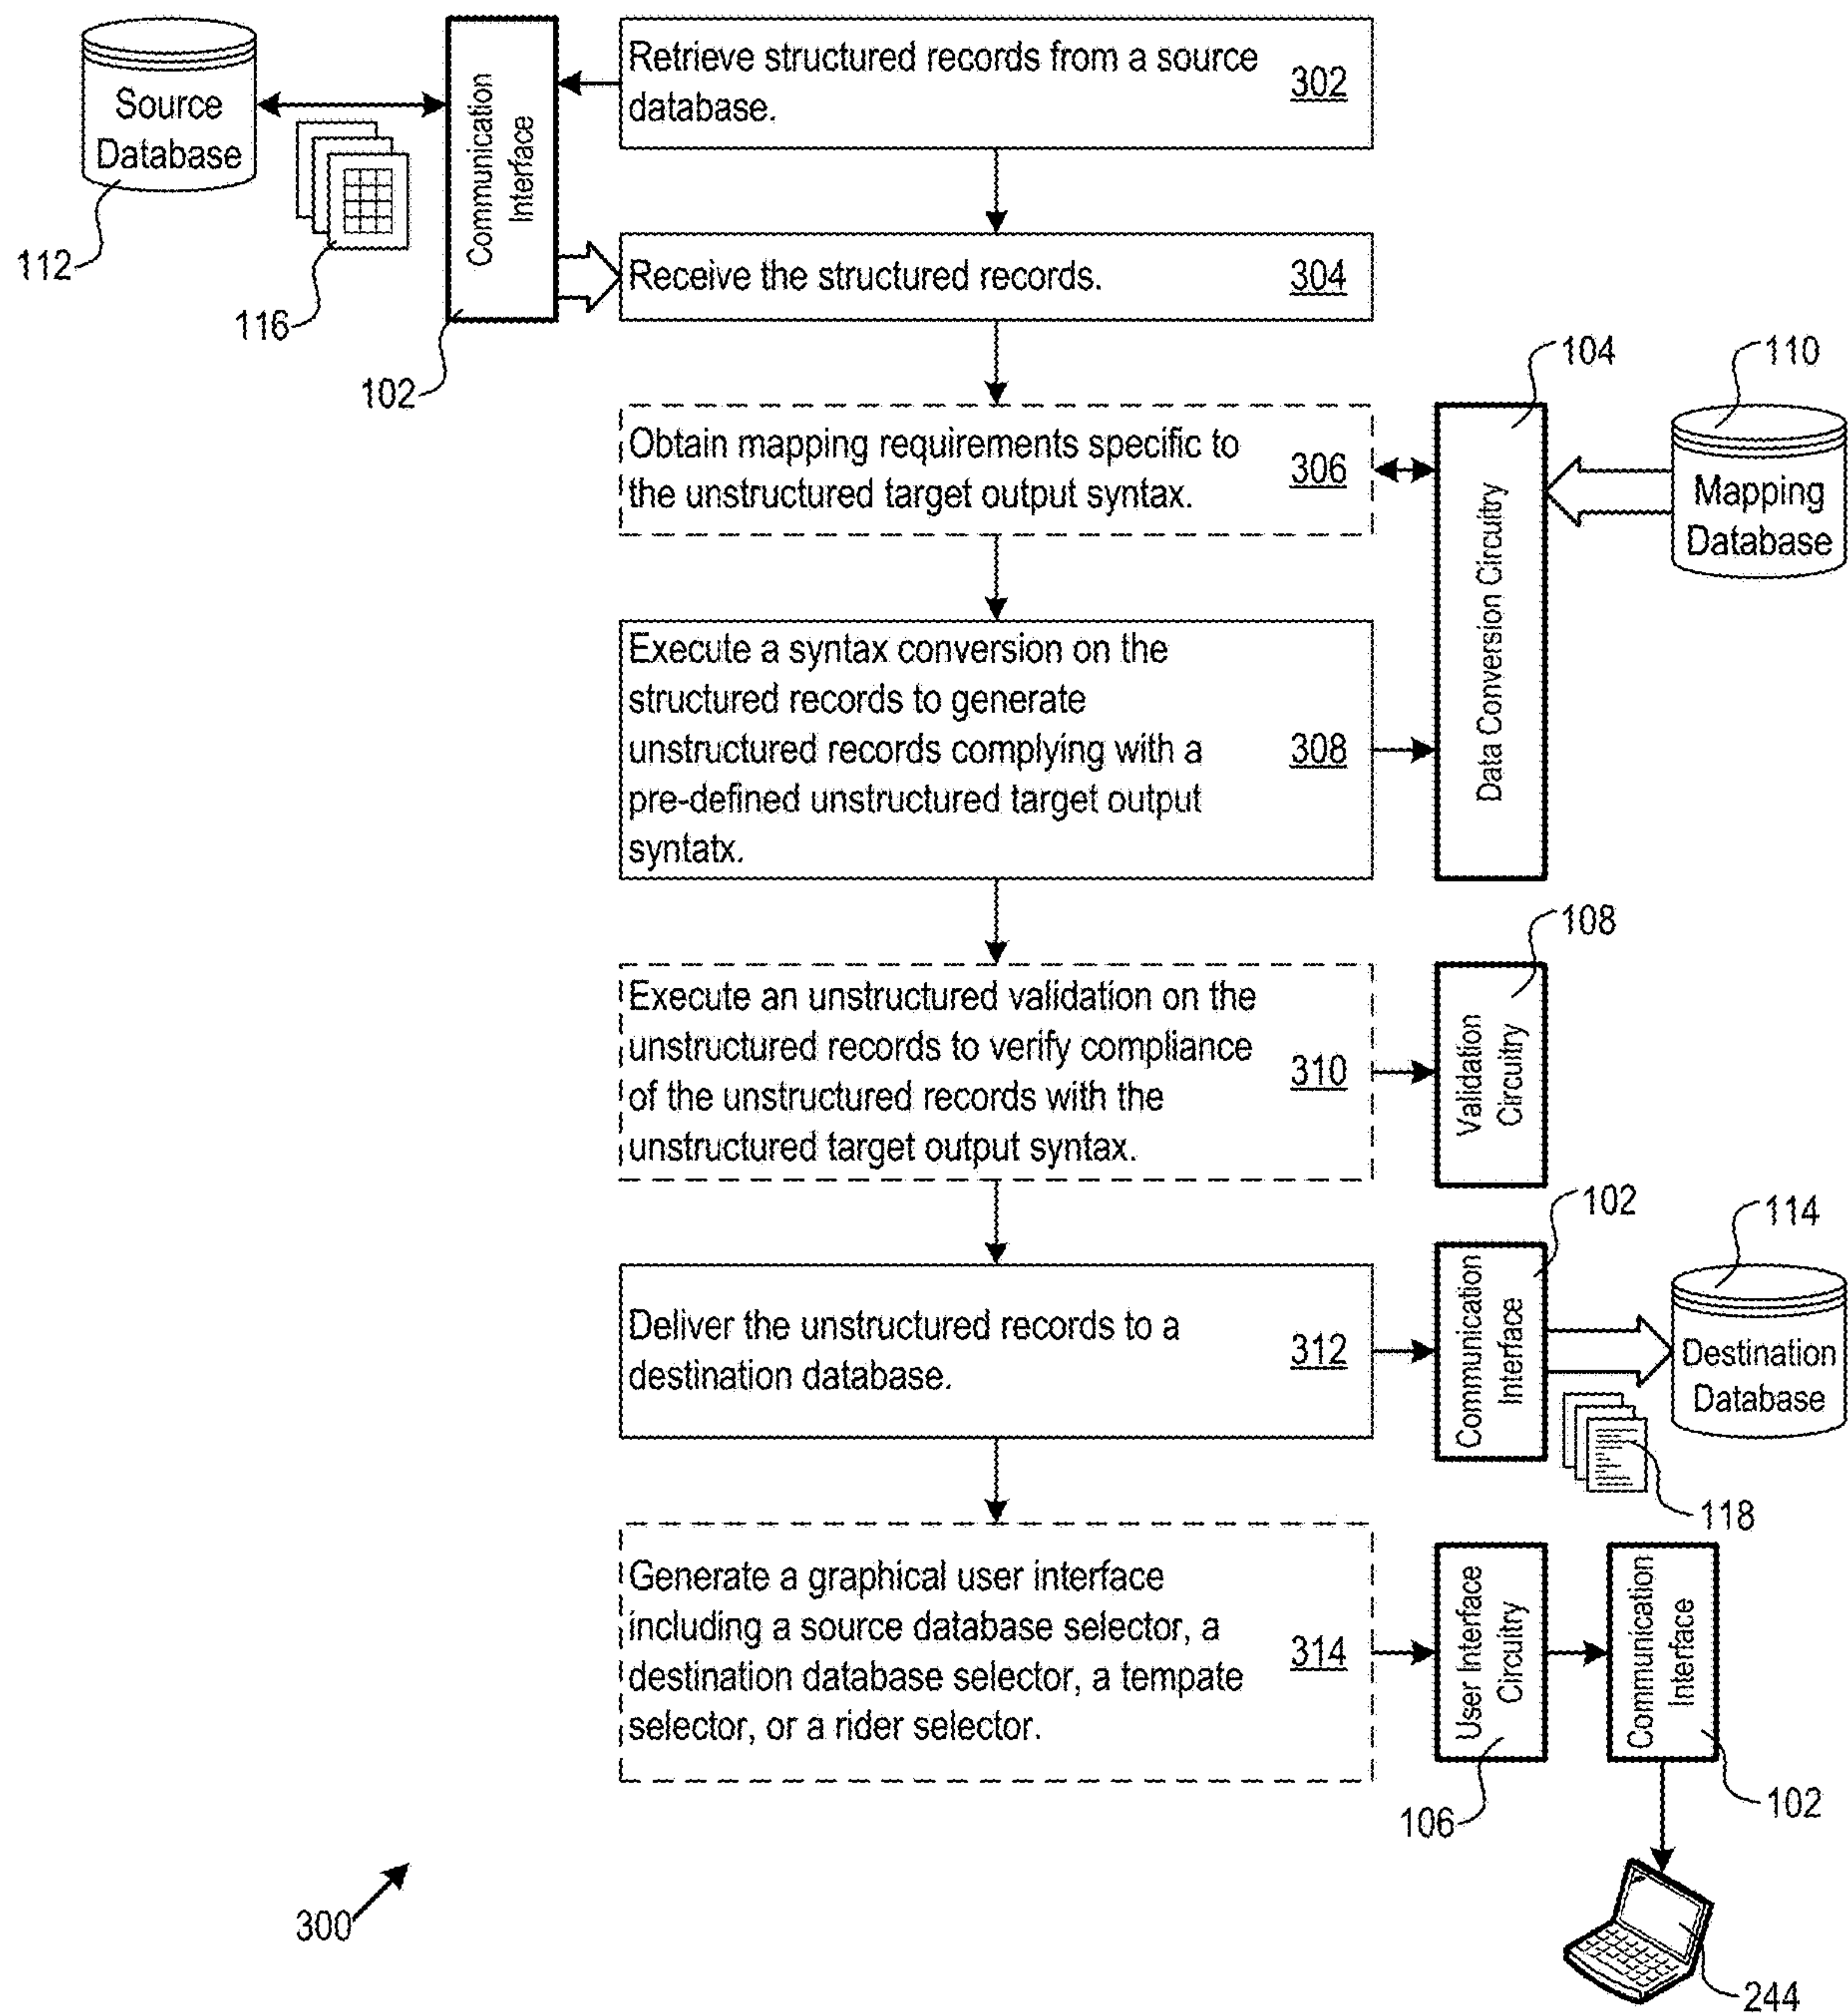 Source
Database
112
116
Communication
Interface
102
Retrieve structured records from a source
database.
302
Receive the structured records.
304
Obtain mapping requirements specific to
the unstructured target output syntax.
306
104
Data Conversion Circuitry
110
Mapping
Database
Execute a syntax conversion on the
structured records to generate
unstructured records complying with a
pre-defined unstructured target output
syntatx.
308
Execute an unstructured validation on the
unstructured records to verify compliance
of the unstructured records with the
unstructured target output syntax.
310
108
Validation
Circuitry
Deliver the unstructured records to a
destination database.
312
102
Communication
Interface
114
Destination
Database
118
Generate a graphical user interface
including a source database selector, a
destination database selector, a tempate
selector, or a rider selector.
314
User Interface
Circuitry
106
Communication
Interface
102
244
300